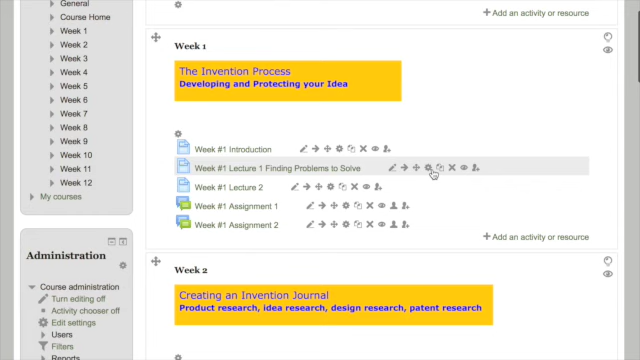 General
Course Home
Week 1
Week 2
Week 3
Week 4
Week 5
Week 6
Week 7
Week 8
Week 9
Week 10
Week 11
Week 12
My courses
Administration
Course administration
Turn editing off
Activity chooser off
Edit settings
Users
Filters
Reports
Add an activity or resource
Week 1
The Invention Process
Developing and Protecting your Idea
Week #1 Introduction
Week #1 Lecture 1 Finding Problems to Solve
Week #1 Lecture 2
Week #1 Assignment 1
Week #1 Assignment 2
Add an activity or resource
Week 2
Creating an Invention Journal
Product research, idea research, design research, patent research